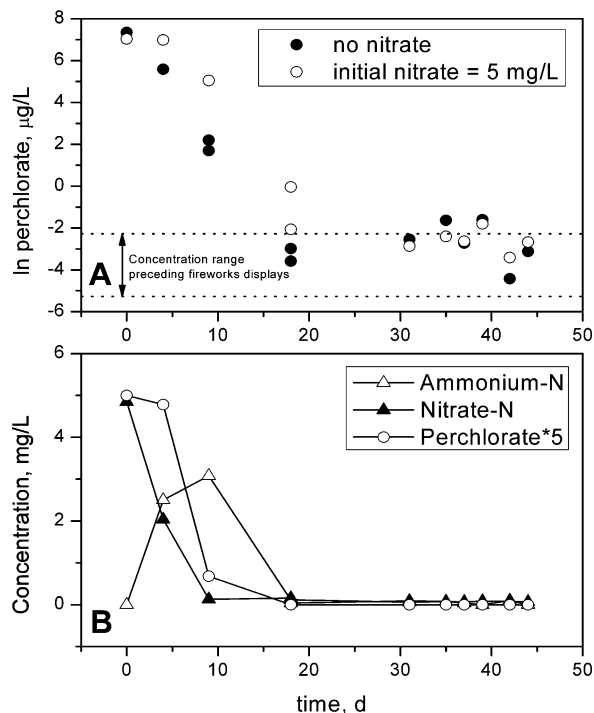 8
6
4
2
0
-2
-4
-6
ln perchlorate, μg/L
no nitrate
initial nitrate = 5 mg/L
Concentration range
preceding fireworks displays
A
0 10 20 30 40 50
6
4
2
0
Concentration, mg/L
Ammonium-N
Nitrate-N
Perchlorate*5
B
0 10 20 30 40 50
time, d